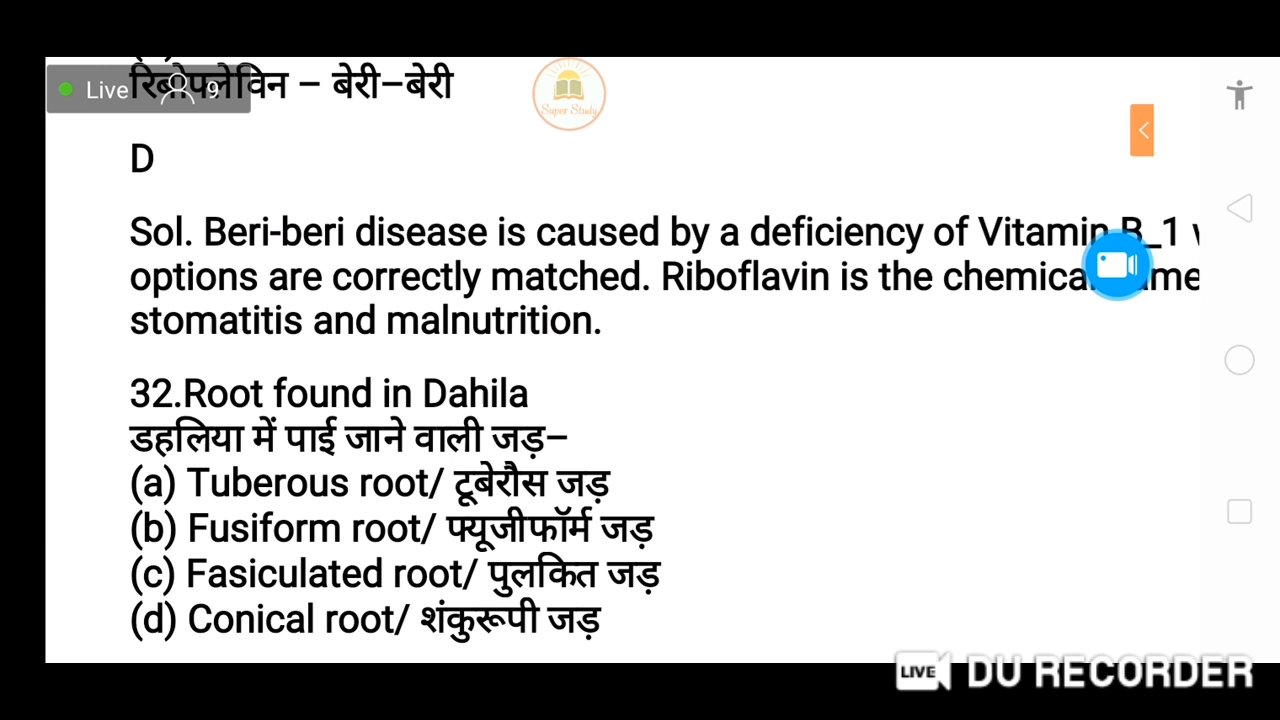 रिबोफ्लेविन – बेरी–बेरी
Live 9
Super Study
D
Sol. Beri-beri disease is caused by a deficiency of Vitamin B_1
options are correctly matched. Riboflavin is the
stomatitis and malnutrition.
32.Root found in Dahila
डहलिया में पाई जाने वाली जड़–
(a) Tuberous root/ टूबेरौस जड़
(b) Fusiform root/ फ्यूजीफॉर्म जड़
(c) Fasiculated root/ पुलकित जड़
(d) Conical root/ शंकुरूपी जड़
LIVE DU RECORDER